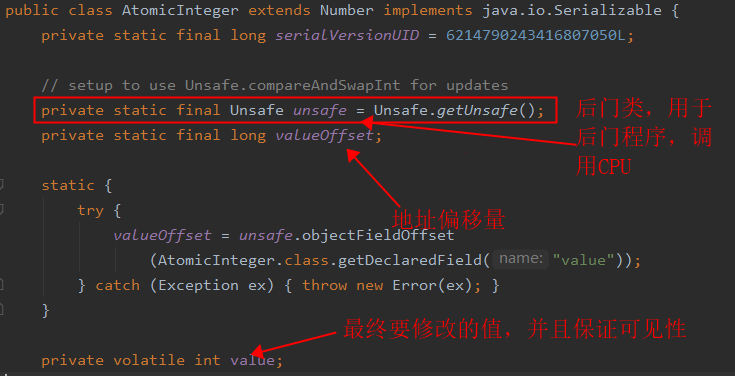 public class AtomicInteger extends Number implements java.io.Serializable {
private static final long serialVersionUID = 6214790243416807050L;
// setup to use Unsafe.compareAndSwapInt for updates
private static final Unsafe unsafe = Unsafe.getUnsafe();
后门类，用于
后门程序，调
用CPU
private static final long valueOffset;
static {
try {
地址偏移量
valueOffset = unsafe.objectFieldOffset
(AtomicInteger.class.getDeclaredField( name: "value"));
} catch (Exception ex) { throw new Error(ex); }
}
最终要修改的值，并且保证可见性
private volatile int value;